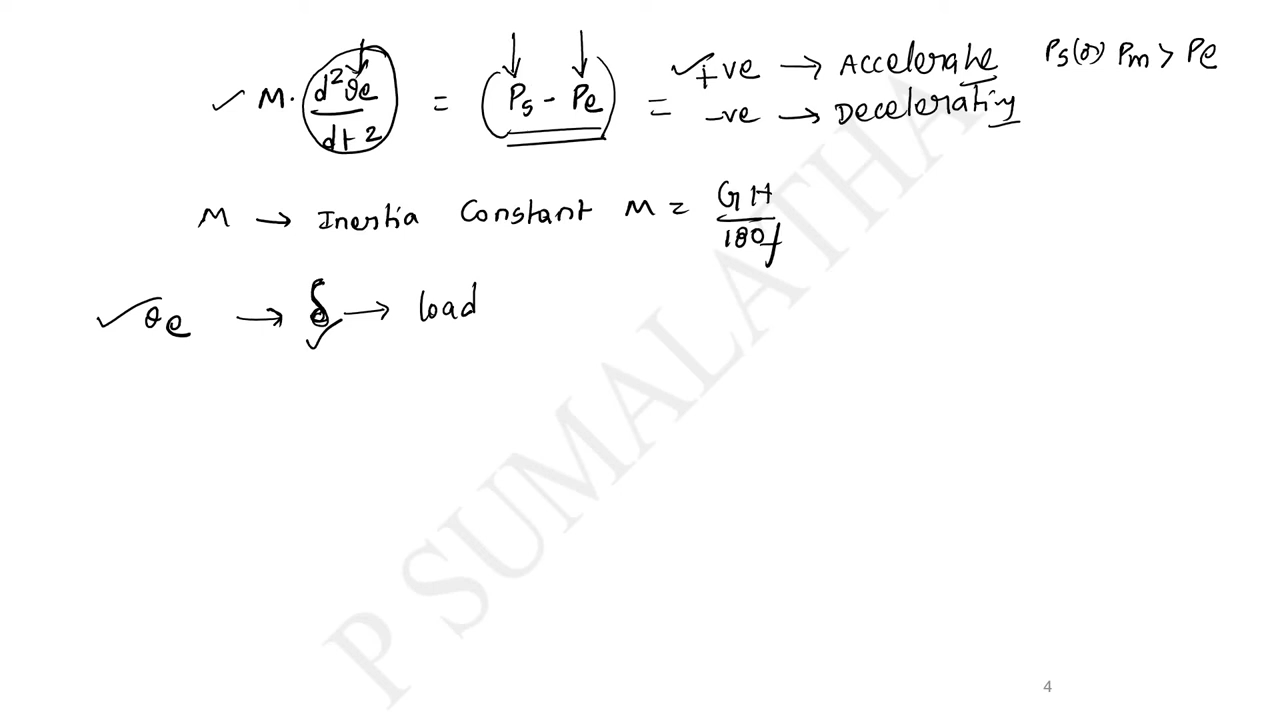 ✓ M. d²θe/dt2 = (Ps - Pe) = ✓ +ve → Accelerate Ps(or) Pm > Pe
-ve → Decelerating
M → Inertia Constant M = GH/180f
✓ θe → δ → load
P SUMALATHA
4